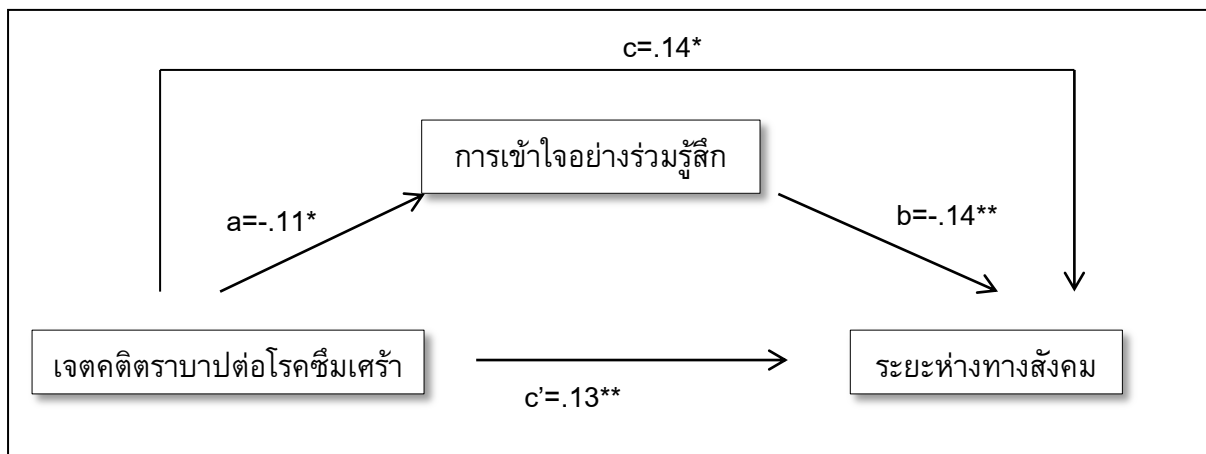 c=.14*
การเข้าใจอย่างร่วมรู้สึก
a=-.11*
b=-.14**
เจตคติตราบาปต่อโรคซึมเศร้า
ระยะห่างทางสังคม
c’=.13**